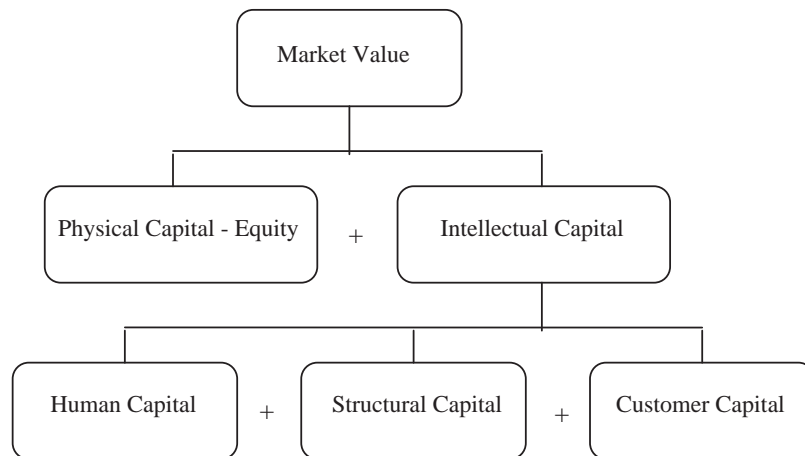 Market Value
Physical Capital - Equity + Intellectual Capital
Human Capital + Structural Capital + Customer Capital